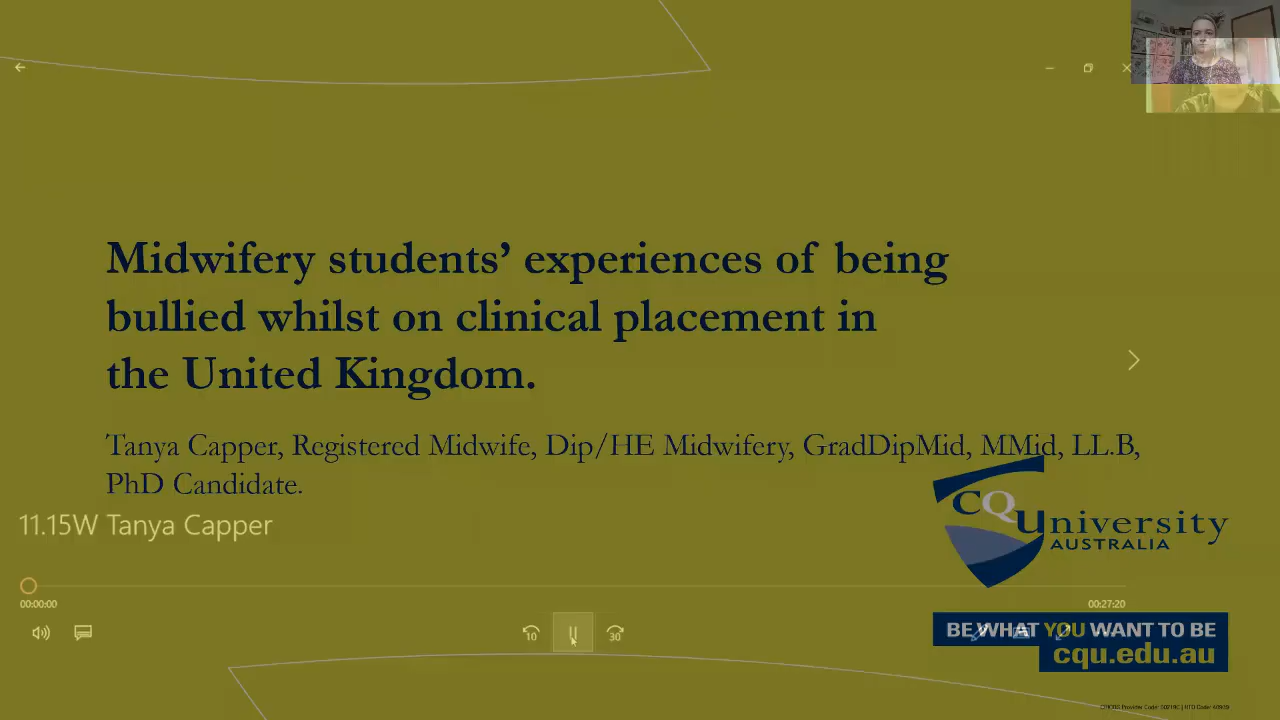 Midwifery students’ experiences of being
bullied whilst on clinical placement in
the United Kingdom.
Tanya Capper, Registered Midwife, Dip/HE Midwifery, GradDipMid, MMid, LL.B,
PhD Candidate.
11.15W Tanya Capper
CQUniversity
AUSTRALIA
00:00:00
00:27:20
10
30
BE WHAT YOU WANT TO BE
cqu.edu.au